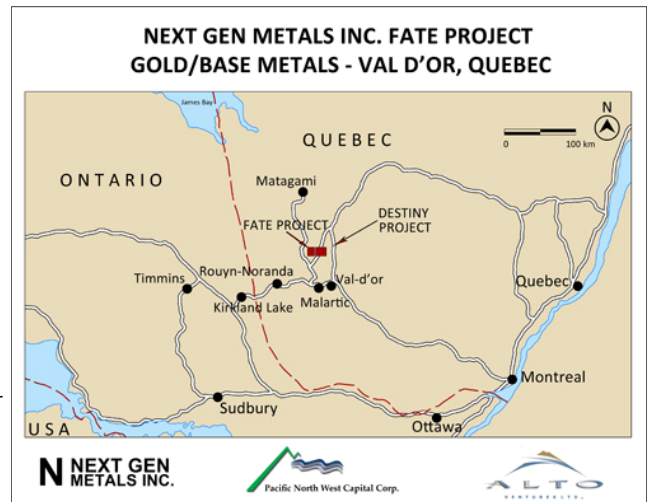 NEXT GEN METALS INC. FATE PROJECT
GOLD/BASE METALS - VAL D'OR, QUEBEC
James Bay
N
QUEBEC
0 100 km
ONTARIO
Matagami
FATE PROJECT
DESTINY
PROJECT
Timmins
Rouyn-Noranda
Val-d'or
Quebec
Kirkland Lake
Malartic
Montreal
Sudbury
Ottawa
USA
N NEXT GEN
METALS INC.
Pacific North West Capital Corp.
ALTO
VENTURES LTD.